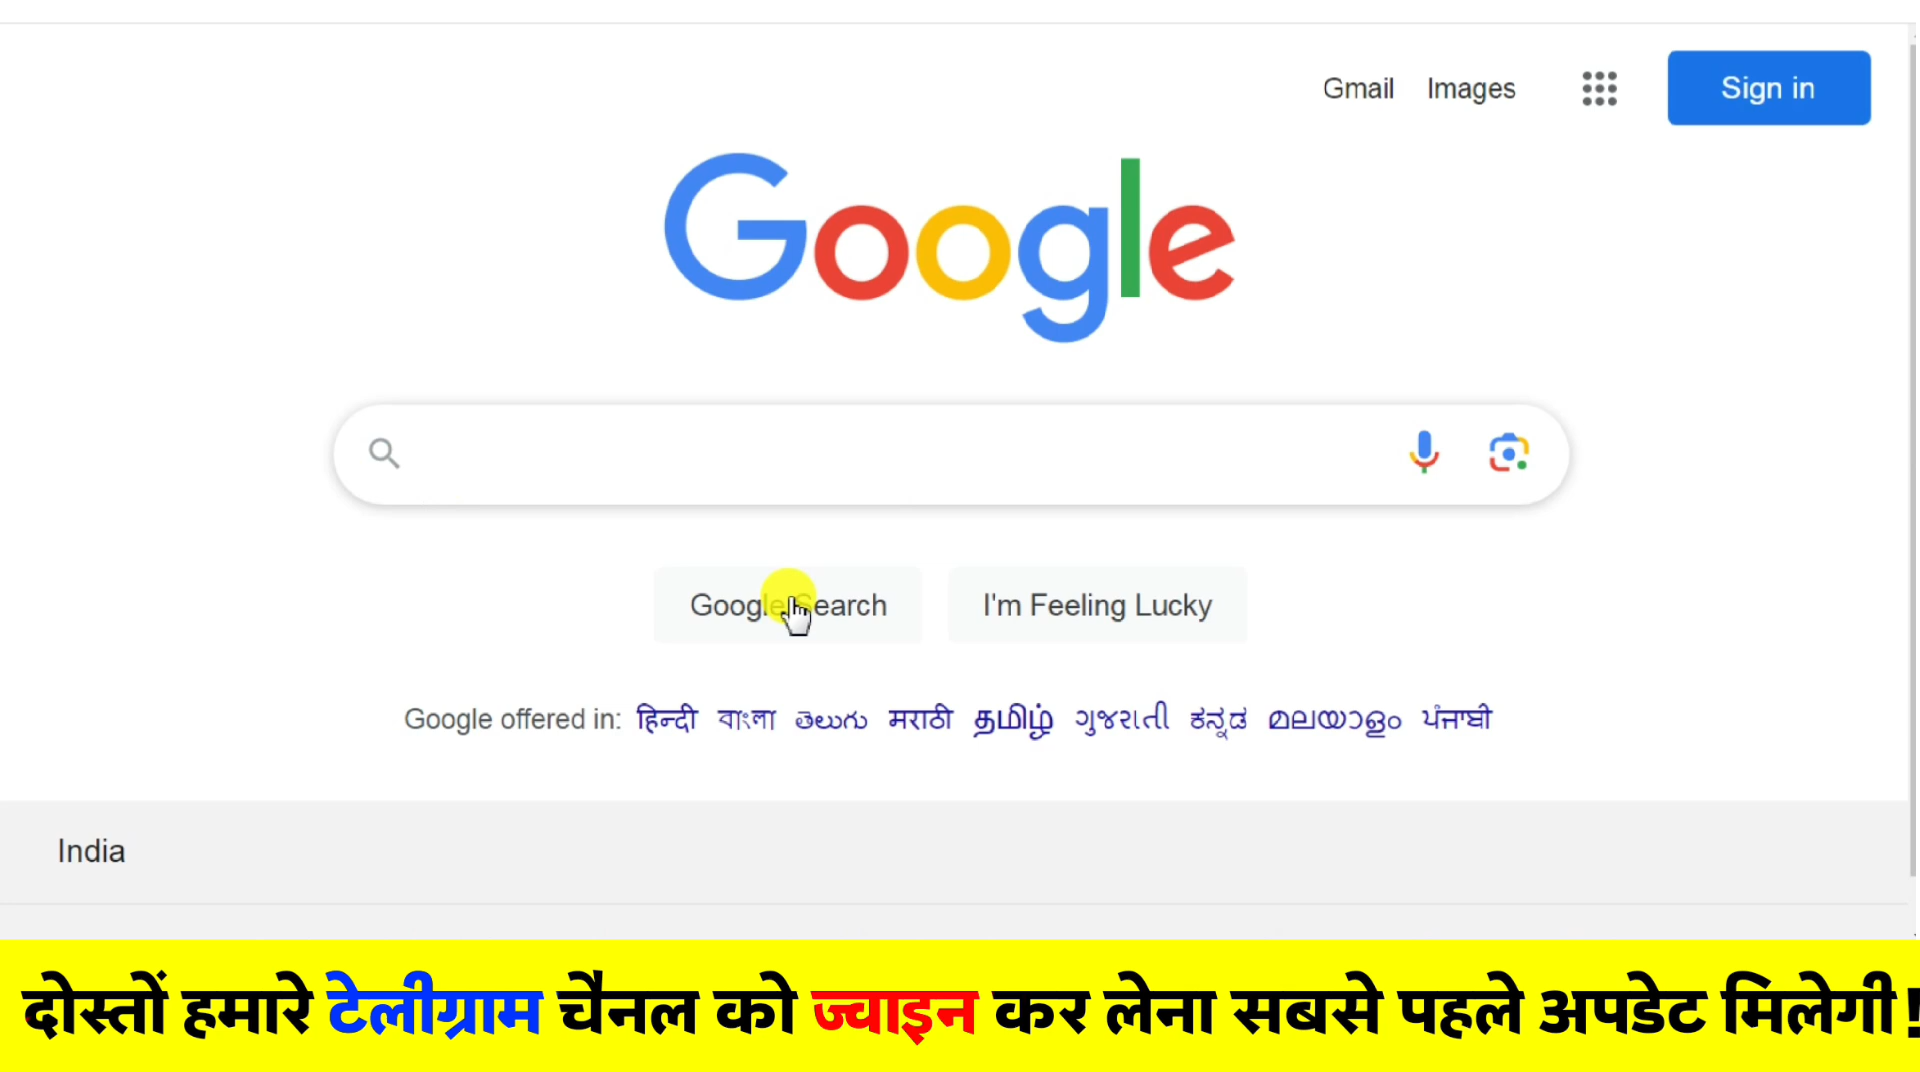 Gmail Images Sign in
Google
Google Search I'm Feeling Lucky
Google offered in: हिन्दी বাংলা తెలుగు मराठी தமிழ் ગુજરાતી ಕನ್ನಡ മലയാളം ਪੰਜਾਬੀ
India
दोस्तों हमारे टेलीग्राम चैनल को ज्वाइन कर लेना सबसे पहले अपडेट मिलेगी!